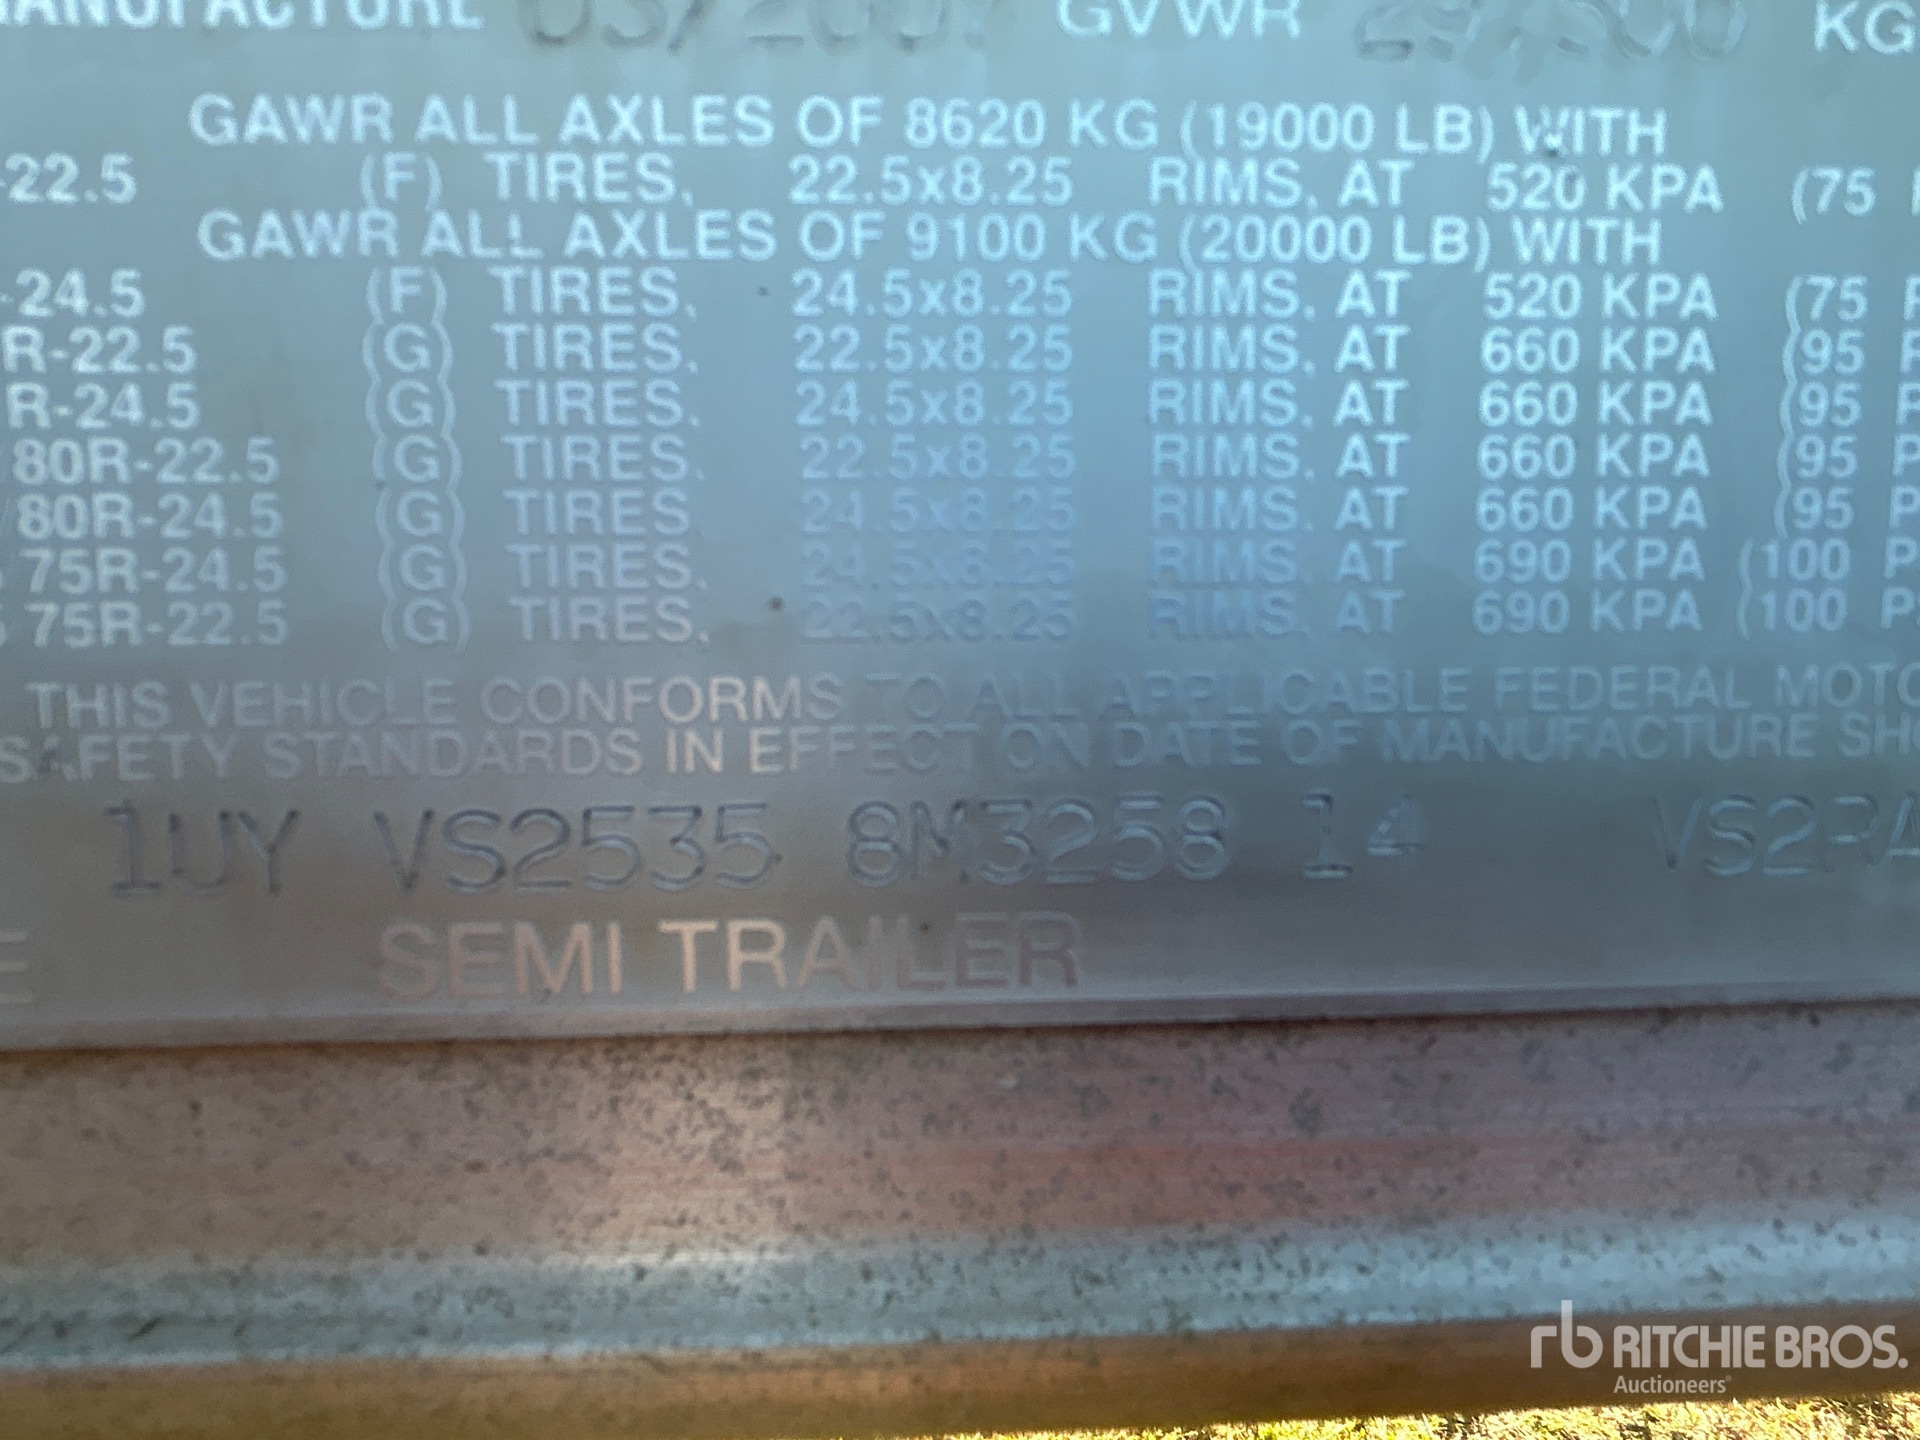 MANUFACTURE GVWR KG
GAWR ALL AXLES OF 8620 KG (19000 LB) WITH
-22.5 (F) TIRES, 22.5x8.25 RIMS, AT 520 KPA (75
GAWR ALL AXLES OF 9100 KG (20000 LB) WITH
-24.5 (F) TIRES, 24.5x8.25 RIMS, AT 520 KPA (75
R-22.5 (G) TIRES, 22.5x8.25 RIMS, AT 660 KPA (95 P
R-24.5 (G) TIRES, 24.5x8.25 RIMS, AT 660 KPA (95 P
80R-22.5 (G) TIRES, 22.5x8.25 RIMS, AT 660 KPA (95 P
/80R-24.5 (G) TIRES, 24.5x8.25 RIMS, AT 660 KPA (95 P
75R-24.5 (G) TIRES, 24.5x8.25 RIMS, AT 690 KPA (100 P
75R-22.5 (G) TIRES, 22.5x8.25 RIMS, AT 690 KPA (100 PS
THIS VEHICLE CONFORMS TO ALL APPLICABLE FEDERAL MOTO
SAFETY STANDARDS IN EFFECT ON DATE OF MANUFACTURE SHO
1UY VS2535 8M3258 14 VS2RA
E SEMI TRAILER
rb RITCHIE BROS.
Auctioneers